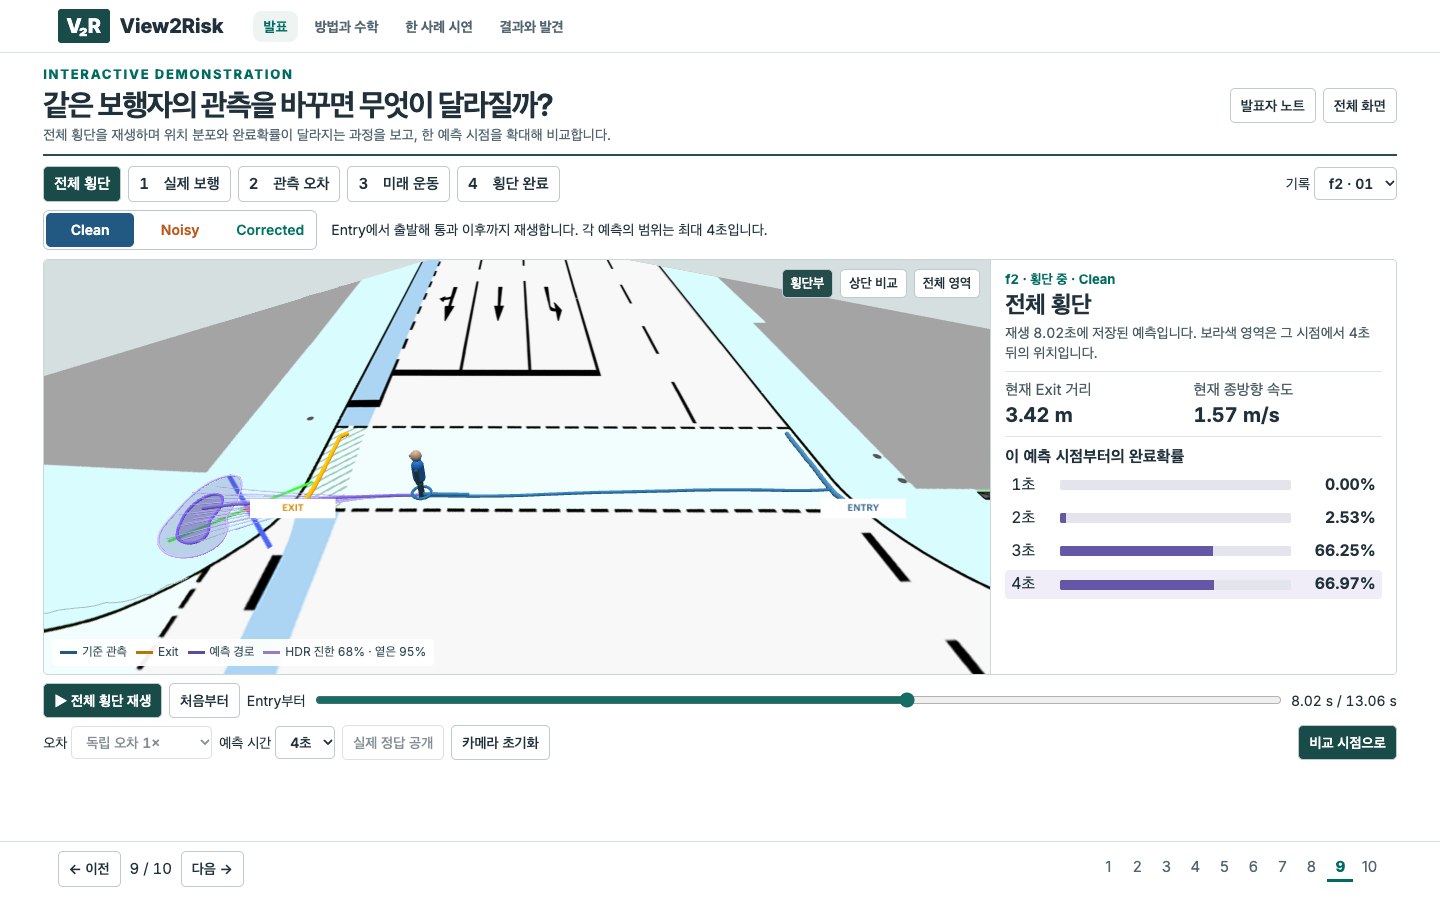 V2R View2Risk 발표 방법과 수학 한 사례 시연 결과와 발견
INTERACTIVE DEMONSTRATION
같은 보행자의 관측을 바꾸면 무엇이 달라질까?
발표자 노트 전체 화면
전체 횡단을 재생하며 위치 분포와 완료확률이 달라지는 과정을 보고, 한 예측 시점을 확대해 비교합니다.
전체 횡단 1 실제 보행 2 관측 오차 3 미래 운동 4 횡단 완료 기록 f2 · 01
Clean Noisy Corrected Entry에서 출발해 통과 이후까지 재생합니다. 각 예측의 범위는 최대 4초입니다.
횡단부 상단 비교 전체 영역
EXIT
ENTRY
기준 관측 Exit 예측 경로 HDR 진한 68% · 옅은 95%
f2 · 횡단 중 · Clean
전체 횡단
재생 8.02초에 저장된 예측입니다. 보라색 영역은 그 시점에서 4초
뒤의 위치입니다.
현재 Exit 거리 현재 종방향 속도
3.42 m 1.57 m/s
이 예측 시점부터의 완료확률
1초 0.00%
2초 2.53%
3초 66.25%
4초 66.97%
▶ 전체 횡단 재생 처음부터 Entry부터 8.02 s / 13.06 s
오차 독립 오차 1× 예측 시간 4초 실제 정답 공개 카메라 초기화 비교 시점으로
← 이전 9 / 10 다음 → 1 2 3 4 5 6 7 8 9 10